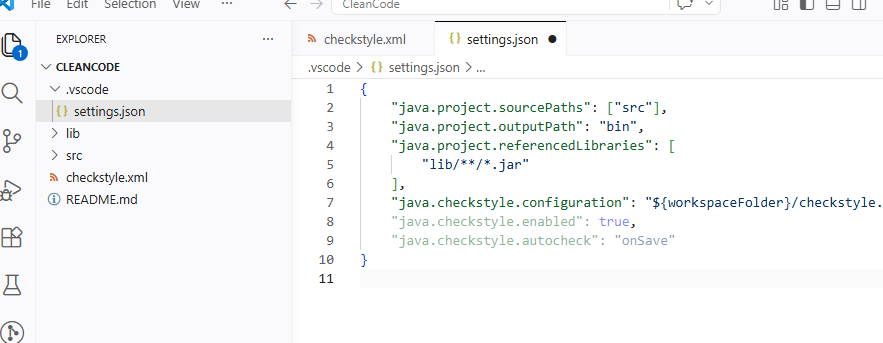 File Edit Selection View ... CleanCode
EXPLORER ...
checkstyle.xml
{} settings.json ●
1
CLEANCODE
.vscode > {} settings.json > ...
.vscode
{} settings.json
lib
src
checkstyle.xml
README.md
1 {
2 "java.project.sourcePaths": ["src"],
3 "java.project.outputPath": "bin",
4 "java.project.referencedLibraries": [
5 "lib/**/*.jar"
6 ],
7 "java.checkstyle.configuration": "${workspaceFolder}/checkstyle.
8 "java.checkstyle.enabled": true,
9 "java.checkstyle.autocheck": "onSave"
10 }
11